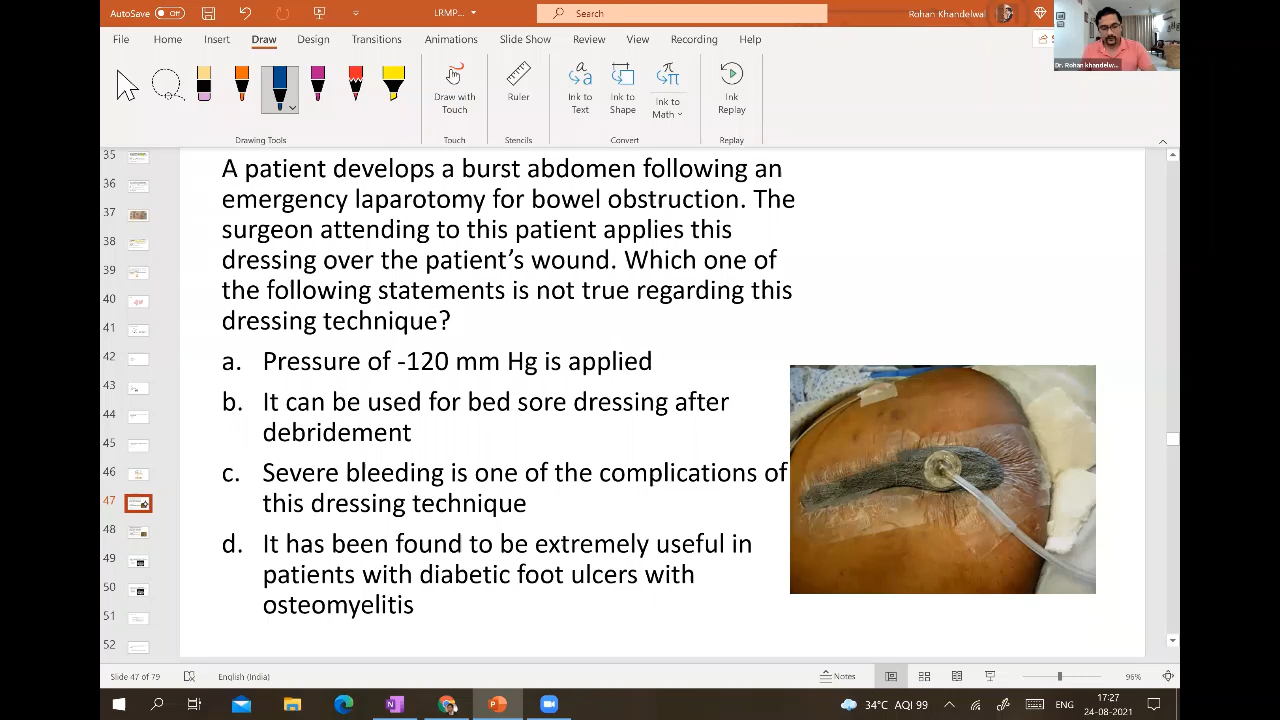 AutoSave Off LRMP... Search Rohan Khandelwal
File Home Insert Draw Design Transitions Animations Slide Show Review View Recording Help
Dr. Rohan khandelw...
Draw with Touch
Ruler
Ink to Text
Ink to Shape
Ink to Math
Ink Replay
Drawing Tools Touch Stencils Convert Replay
35
36
37
38
39
40
41
42
43
44
45
46
47
48
49
50
51
52
A patient develops a burst abdomen following an
emergency laparotomy for bowel obstruction. The
surgeon attending to this patient applies this
dressing over the patient's wound. Which one of
the following statements is not true regarding this
dressing technique?
a. Pressure of -120 mm Hg is applied
b. It can be used for bed sore dressing after
debridement
c. Severe bleeding is one of the complications of
this dressing technique
d. It has been found to be extremely useful in
patients with diabetic foot ulcers with
osteomyelitis
Slide 47 of 79 English (India) Notes 96%
34°C AQI 99 ENG 17:27
24-08-2021